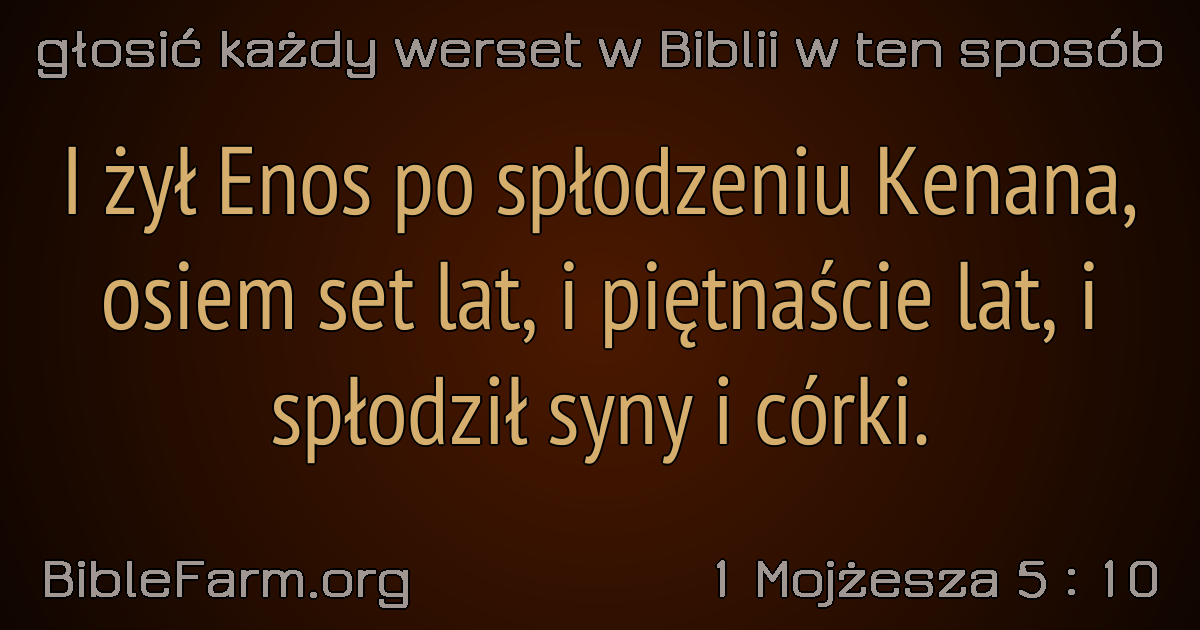 głosić każdy werset w Biblii w ten sposób
I żył Enos po spłodzeniu Kenana,
osiem set lat, i piętnaście lat, i
spłodził syny i córki.
BibleFarm.org
1 Mojżesza 5 : 10